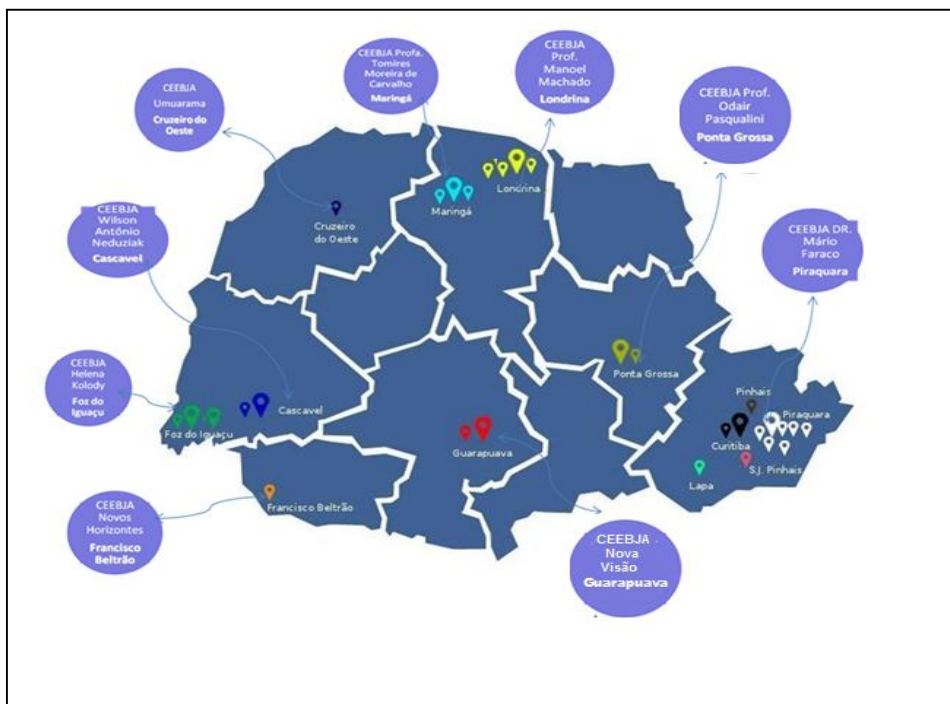 CEEBJA
Umuarama
Cruzeiro do
Oeste
CEEBJA Profa.
Tomires
Moreira de
Carvalho
Maringá
CEEBJA
Prof.
Manoel
Machado
Londrina
CEEBJA Prof.
Odair
Pasqualini
Ponta Grossa
CEEBJA
Wilson
Antônio
Neduziak
Cascavel
CEEBJA DR.
Mário
Faraco
Piraquara
Londrina
Maringá
Cruzeiro
do Oeste
CEEBJA
Helena
Kolody
Foz do
Iguaçu
Ponta Grossa
Pinhais
Cascavel
Piraquara
Foz do Iguaçu
Guarapuava
Curitiba
S.J. Pinhais
Lapa
CEEBJA
Novos
Horizontes
Francisco
Beltrão
Francisco Beltrão
CEEBJA
Nova
Visão
Guarapuava